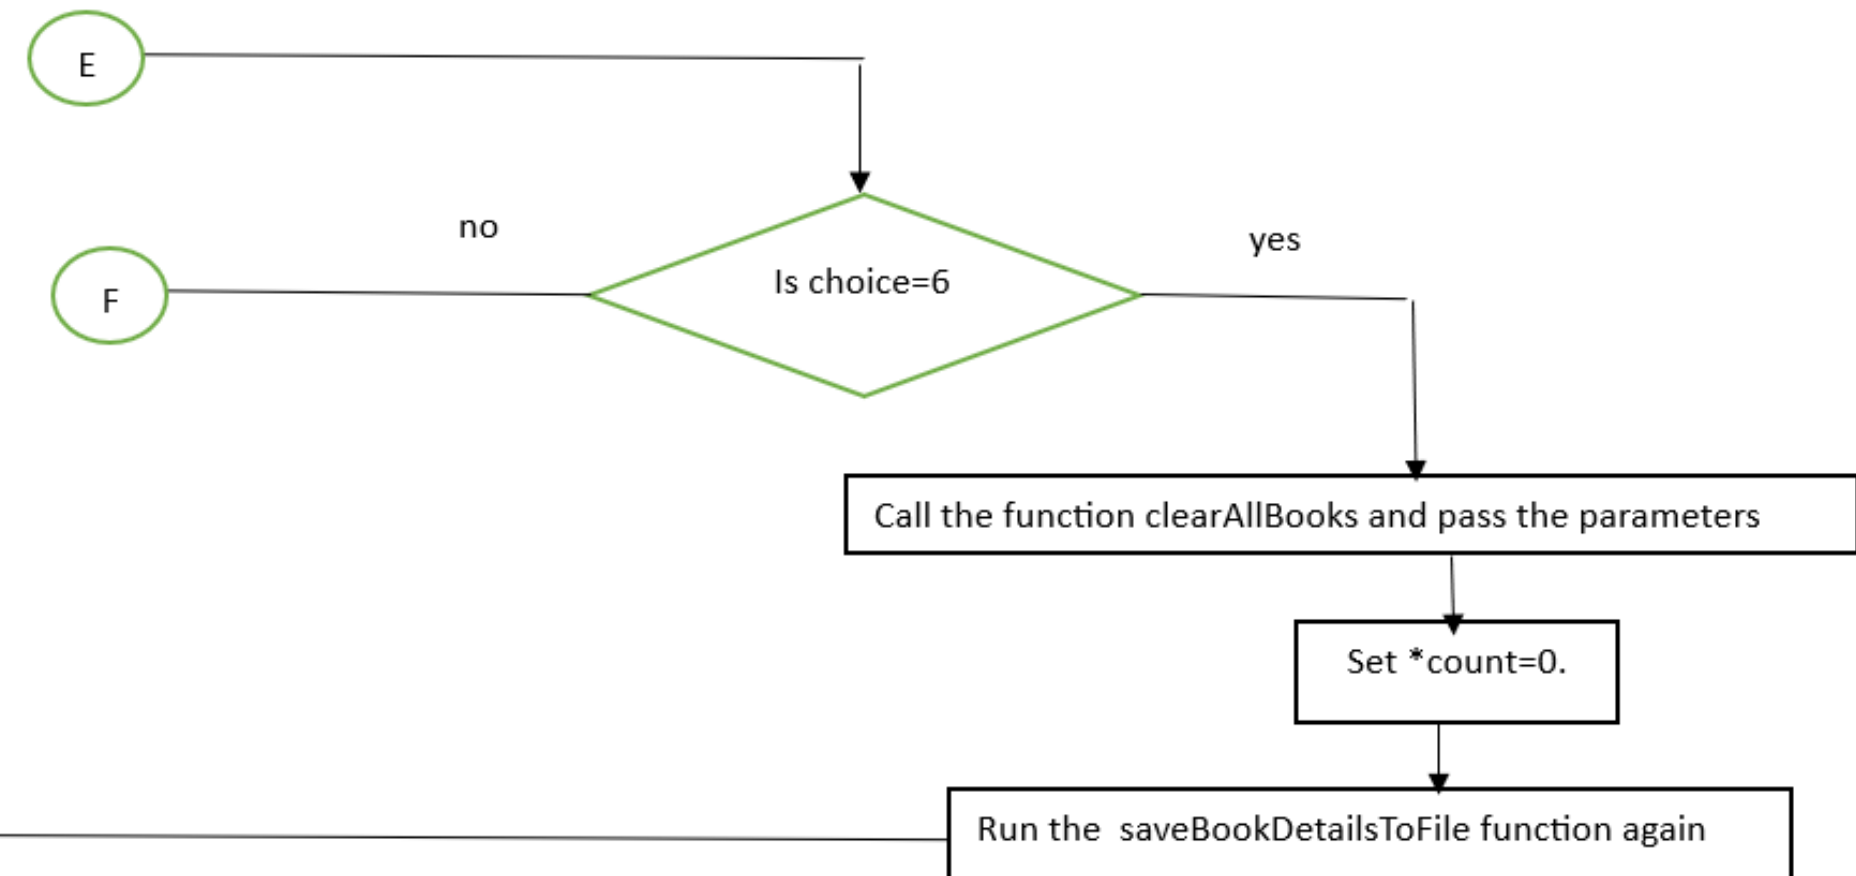 E
no
yes
Is choice=6
F
Call the function clearAllBooks and pass the parameters
Set *count=0.
Run the  saveBookDetailsToFile function again